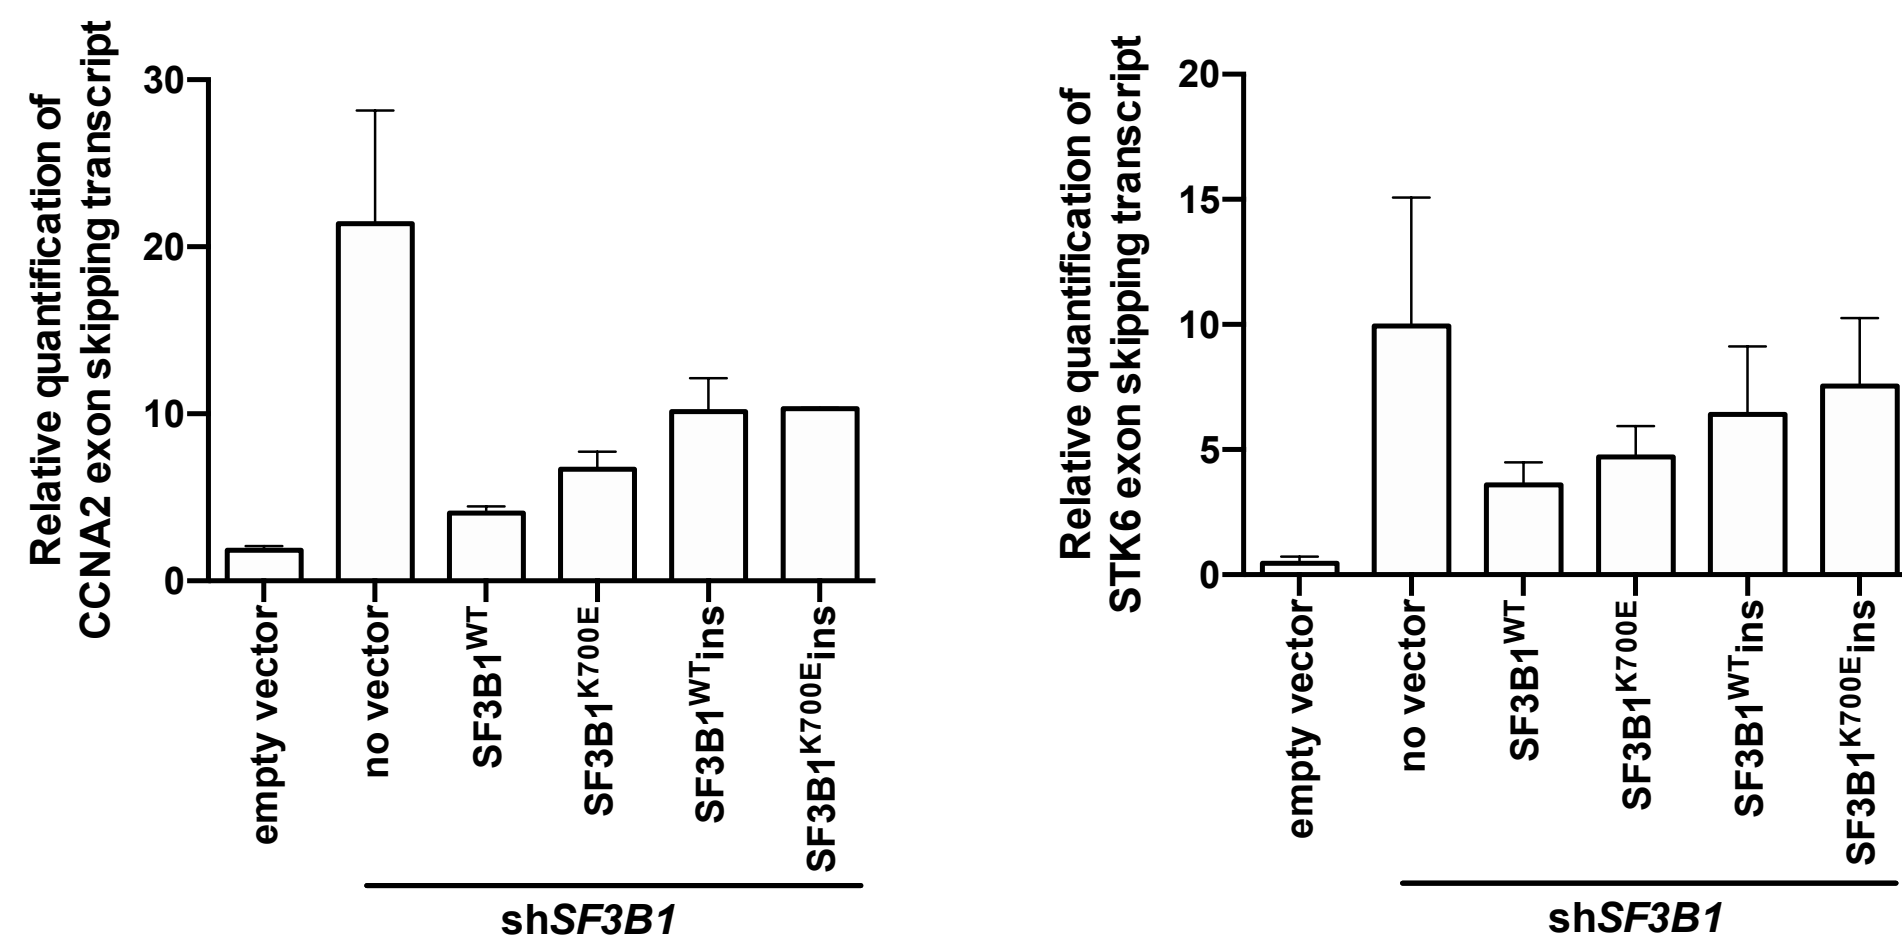 Relative quantification of
CCNA2 exon skipping transcript
30
20
10
0
empty vector
no vector
SF3B1WT
SF3B1K700E
SF3B1WTins
SF3B1K700Eins
shSF3B1
Relative quantification of
STK6 exon skipping transcript
20
15
10
5
0
empty vector
no vector
SF3B1WT
SF3B1K700E
SF3B1WTins
SF3B1K700Eins
shSF3B1